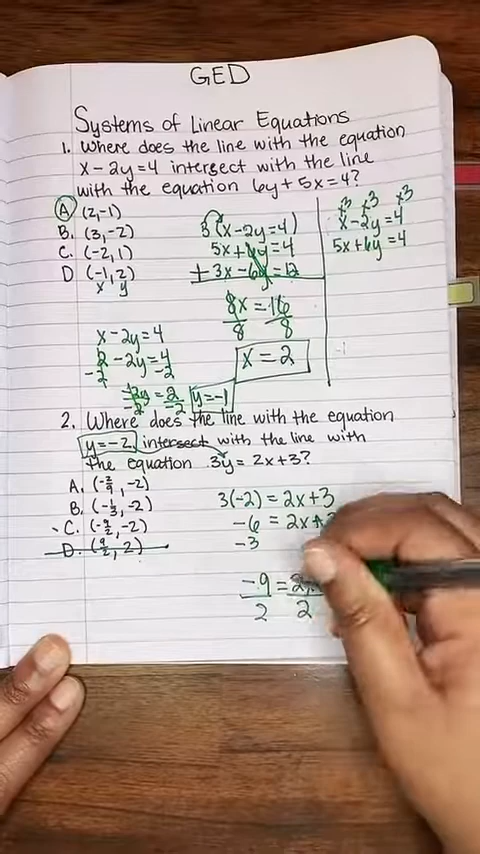 GED
Systems of Linear Equations
1. Where does the line with the equation
x - 2y = 4 intersect with the line
with the equation 6y + 5x = 4?
A. (2, -1)
B. (3, -2)
C. (-2, 1)
D (-1, 2)
x y
3(x - 2y = 4)
5x + 6y = 4
+ 3x - 6y = 12
8x = 16
8 8
x = 2
x3 x3 x3
x - 2y = 4
5x + 6y = 4
x - 2y = 4
2 - 2y = 4
-2 -2
-2y = 2
-2 -2
y = -1
2. Where does the line with the equation
y = -2 intersect with the line with
the equation 3y = 2x + 3?
A. (-2/9, -2)
B. (-1/3, -2)
C. (-9/2, -2)
D. (9/2, 2)
3(-2) = 2x + 3
-6 = 2x +
-3
-9 = 2x
2 2